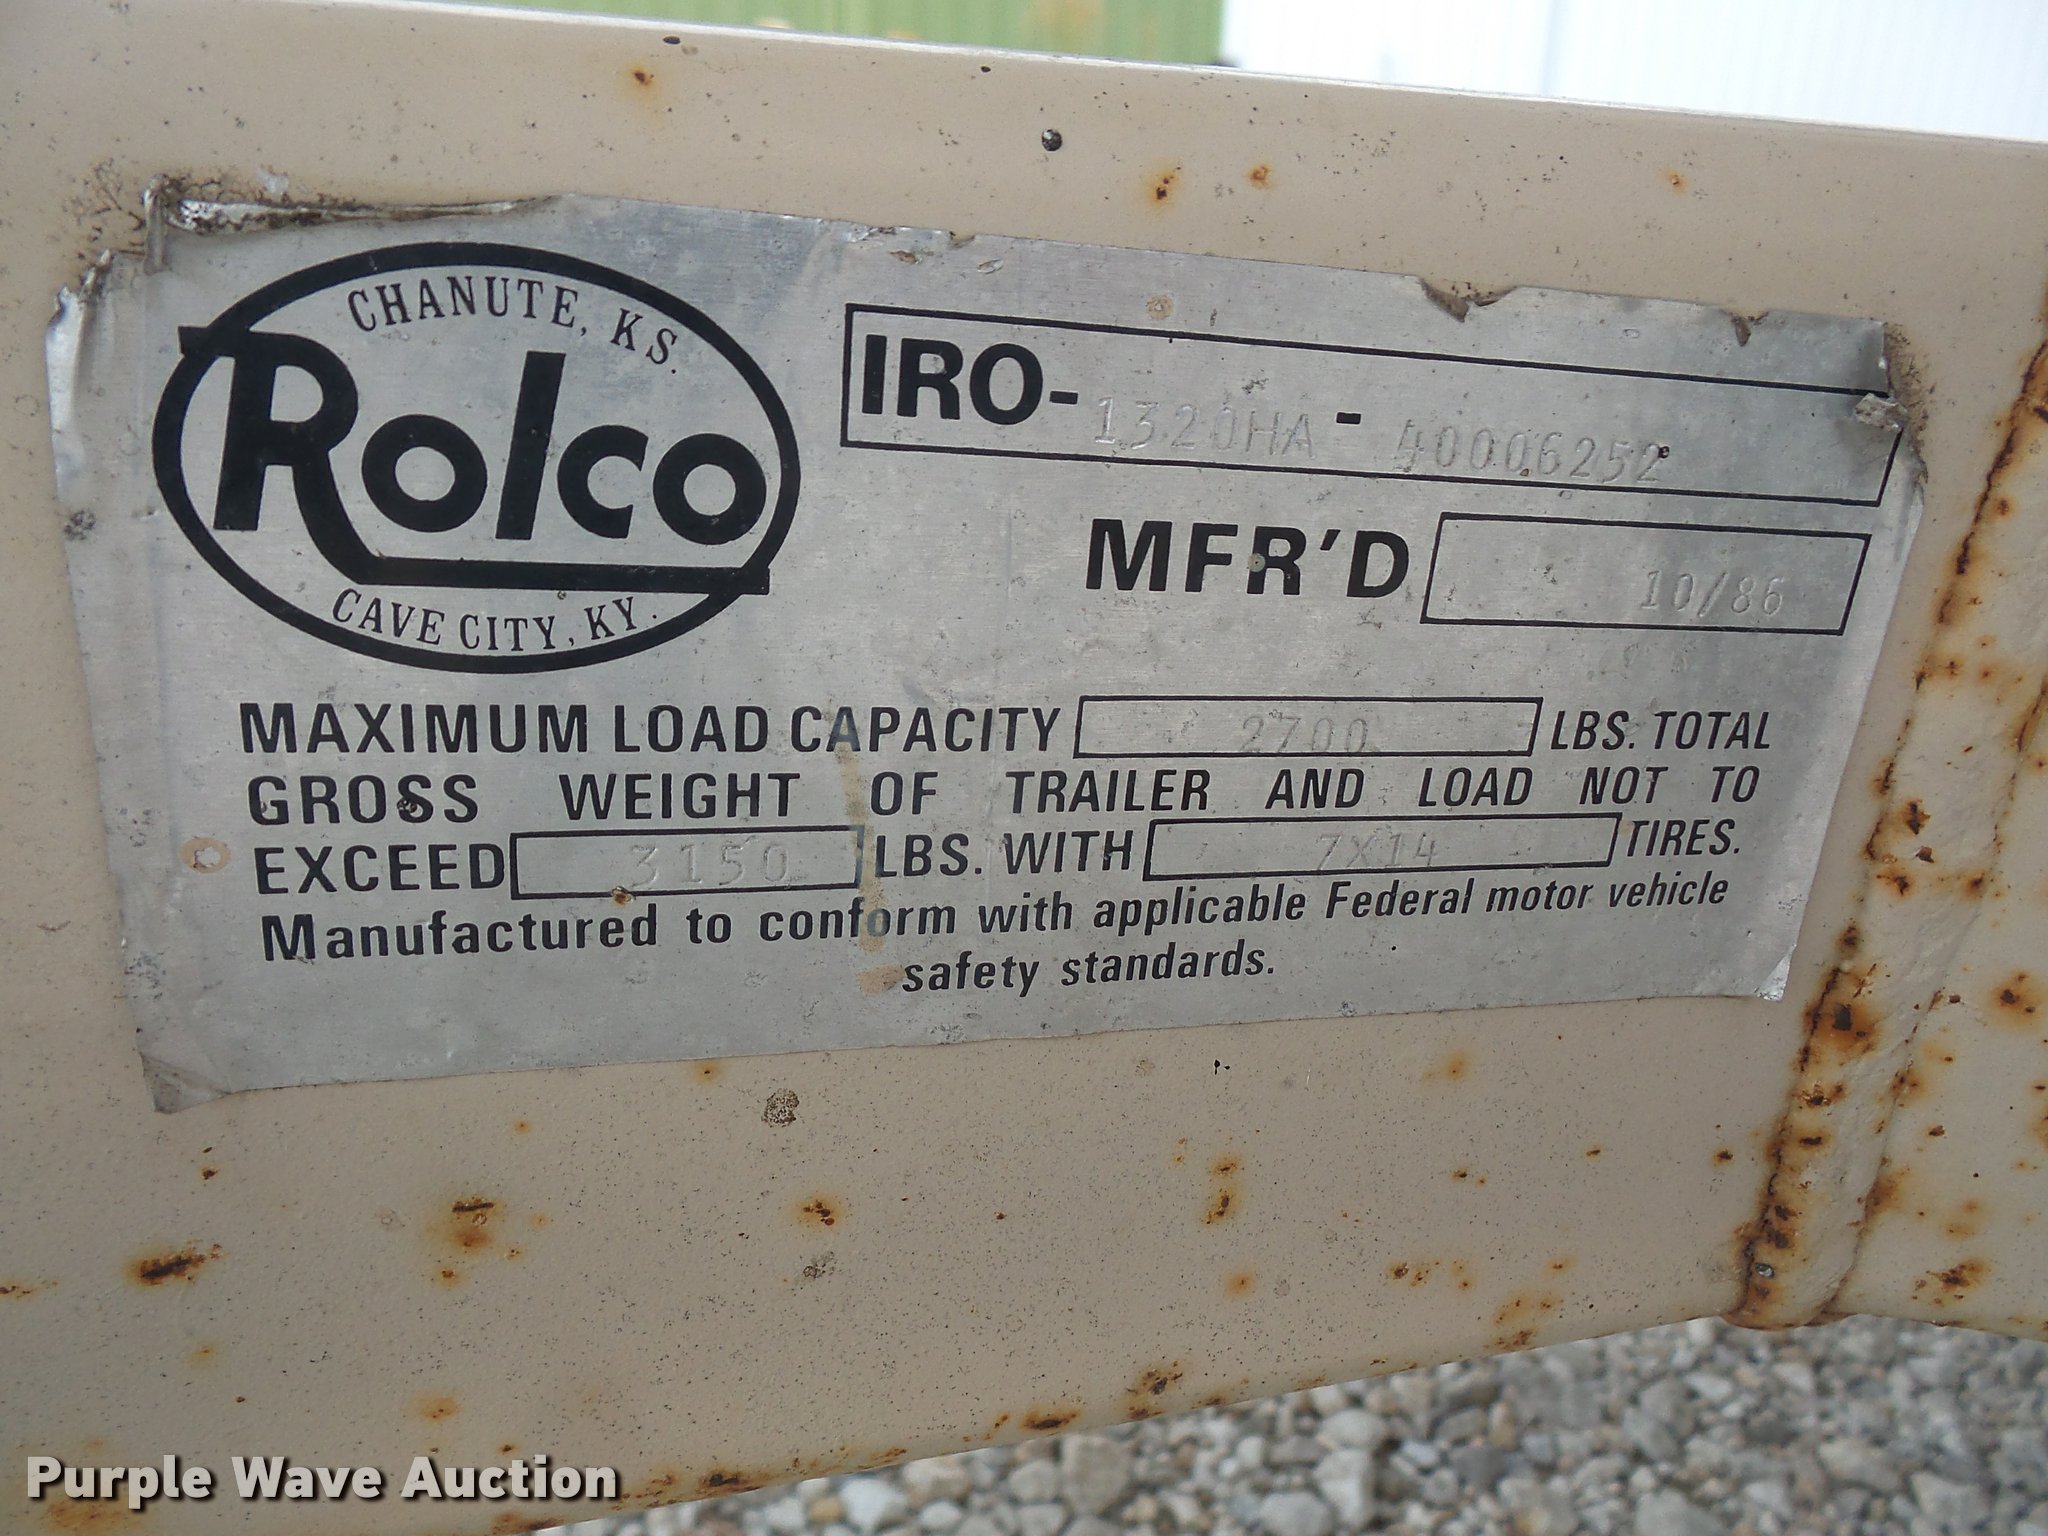 CHANUTE, KS.
Rolco
CAVE CITY, KY.
IRO-1320HA - 40006252
MFR'D 10/86
MAXIMUM LOAD CAPACITY 2700 LBS. TOTAL
GROSS WEIGHT OF TRAILER AND LOAD NOT TO
EXCEED 3150 LBS. WITH 7X14 TIRES.
Manufactured to conform with applicable Federal motor vehicle
safety standards.
Purple Wave Auction